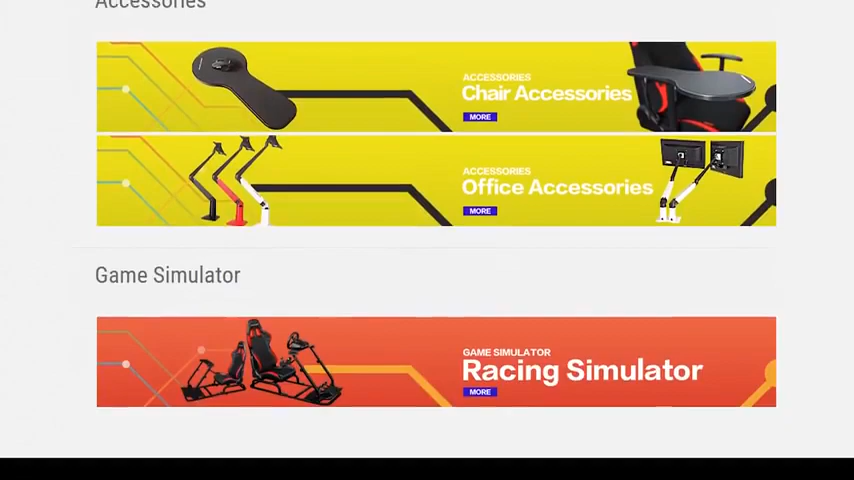 Accessories
ACCESSORIES
Chair Accessories
MORE
ACCESSORIES
Office Accessories
MORE
Game Simulator
GAME SIMULATOR
Racing Simulator
MORE